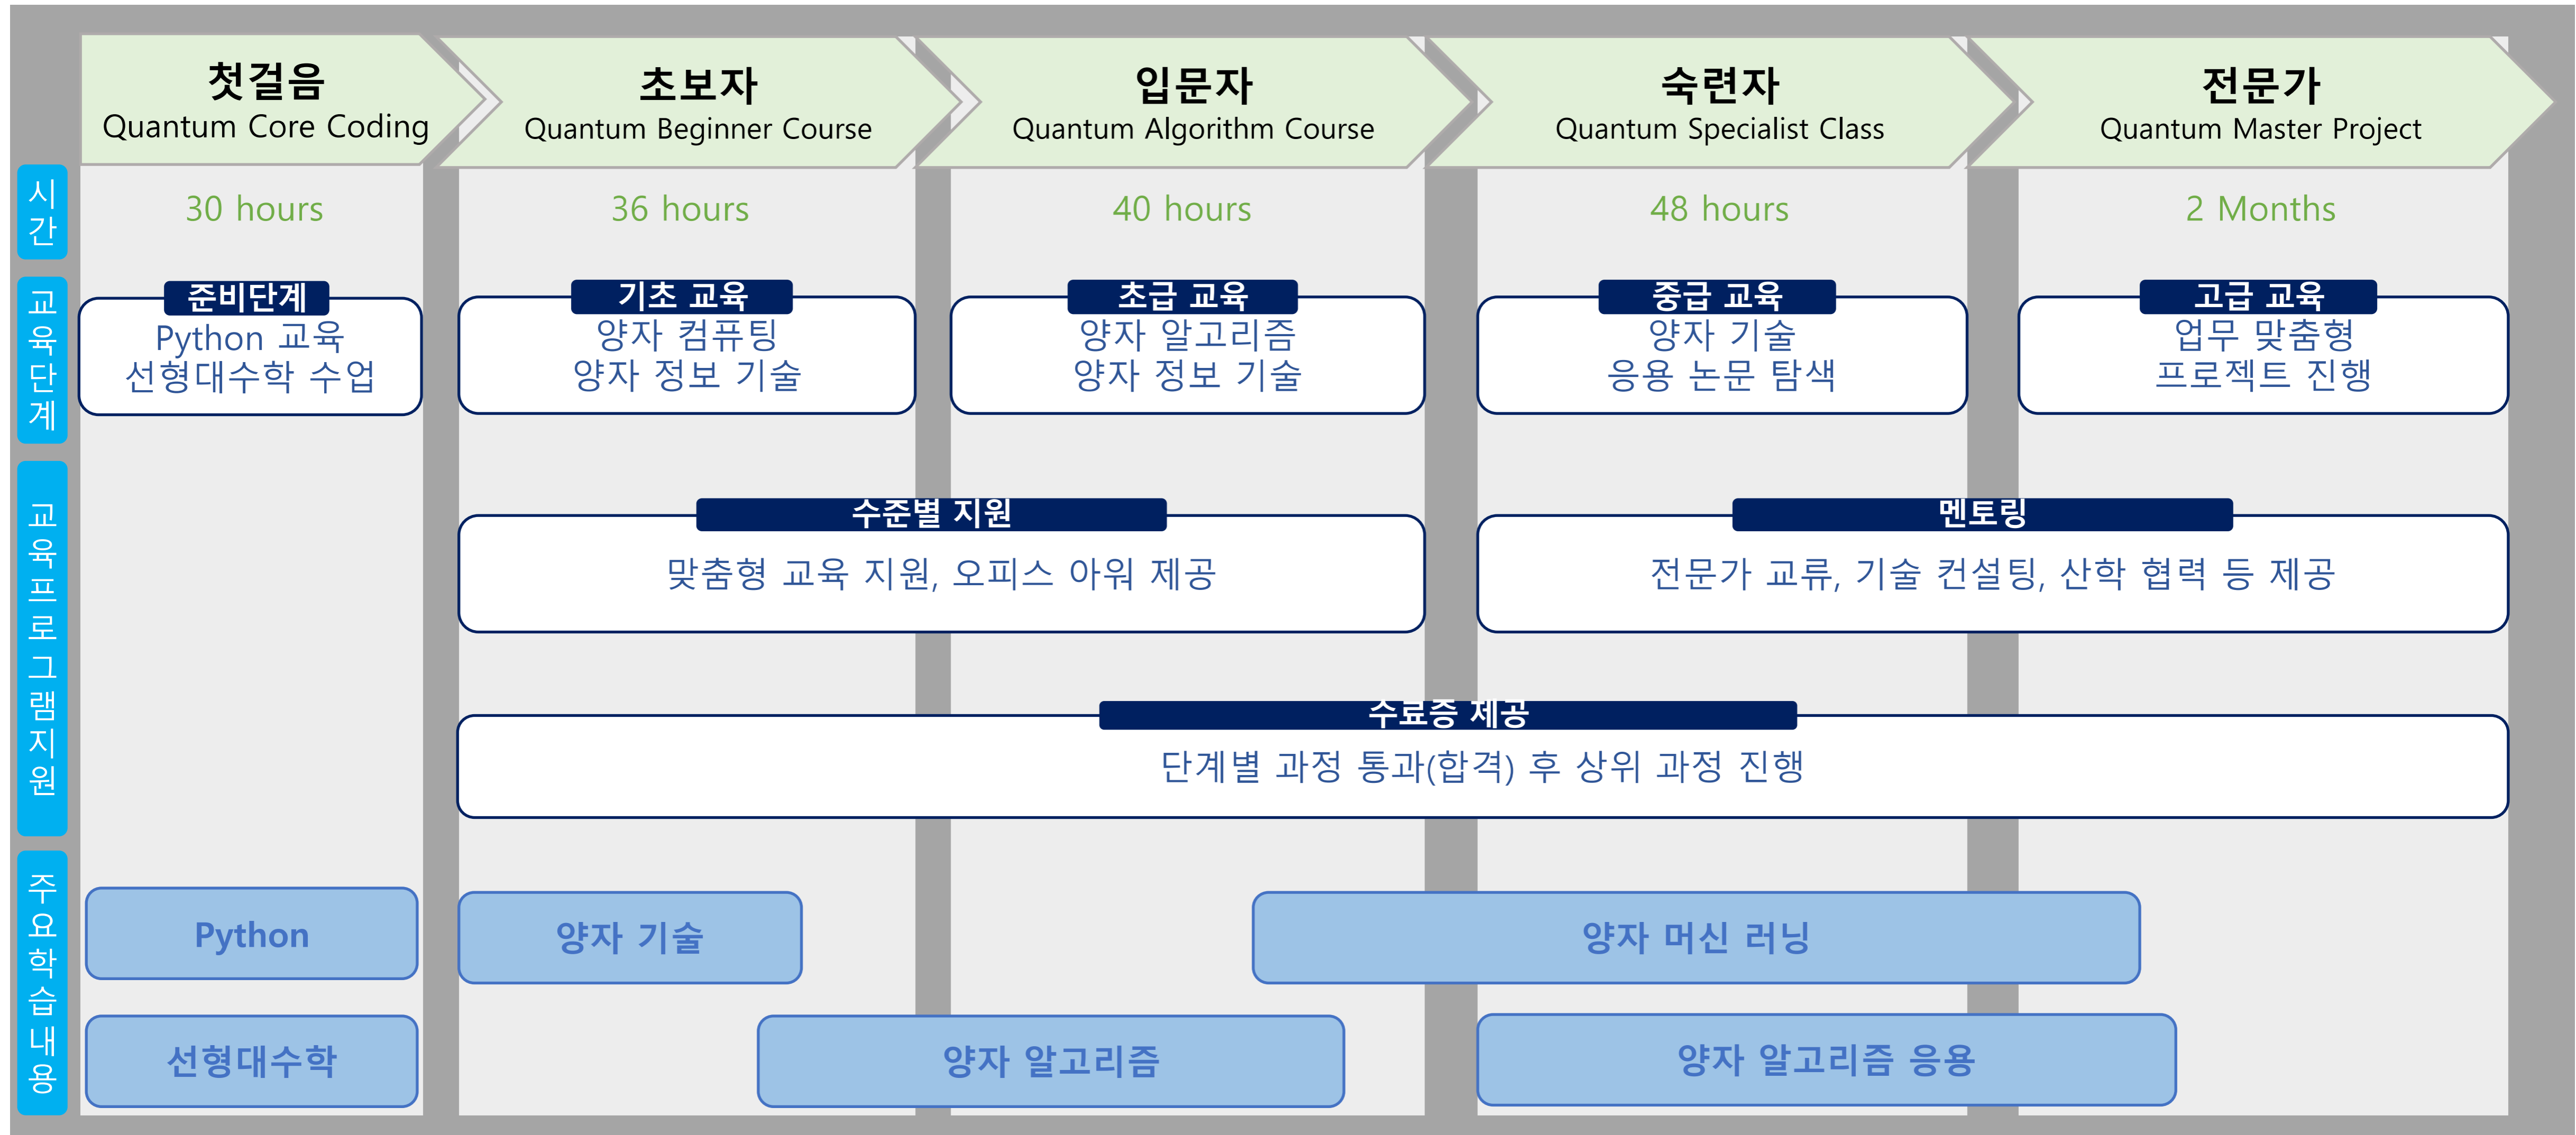 첫걸음
Quantum Core Coding
초보자
Quantum Beginner Course
입문자
Quantum Algorithm Course
숙련자
Quantum Specialist Class
전문가
Quantum Master Project
시간
30 hours
36 hours
40 hours
48 hours
2 Months
교육단계
준비단계
Python 교육
선형대수학 수업
기초 교육
양자 컴퓨팅
양자 정보 기술
초급 교육
양자 알고리즘
양자 정보 기술
중급 교육
양자 기술
응용 논문 탐색
고급 교육
업무 맞춤형
프로젝트 진행
교육프로그램지원
수준별 지원
맞춤형 교육 지원, 오피스 아워 제공
멘토링
전문가 교류, 기술 컨설팅, 산학 협력 등 제공
수료증 제공
단계별 과정 통과(합격) 후 상위 과정 진행
주요학습내용
Python
양자 기술
양자 머신 러닝
선형대수학
양자 알고리즘
양자 알고리즘 응용